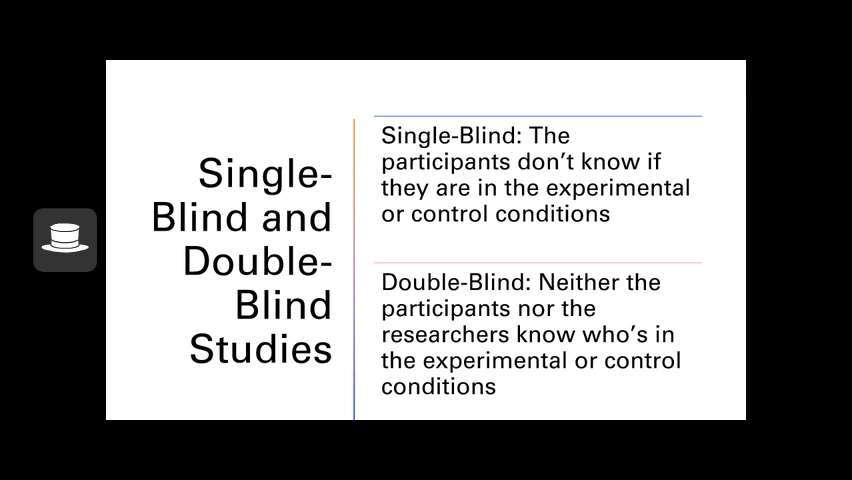 Single-
Blind and
Double-
Blind
Studies
Single-Blind: The
participants don’t know if
they are in the experimental
or control conditions
Double-Blind: Neither the
participants nor the
researchers know who’s in
the experimental or control
conditions